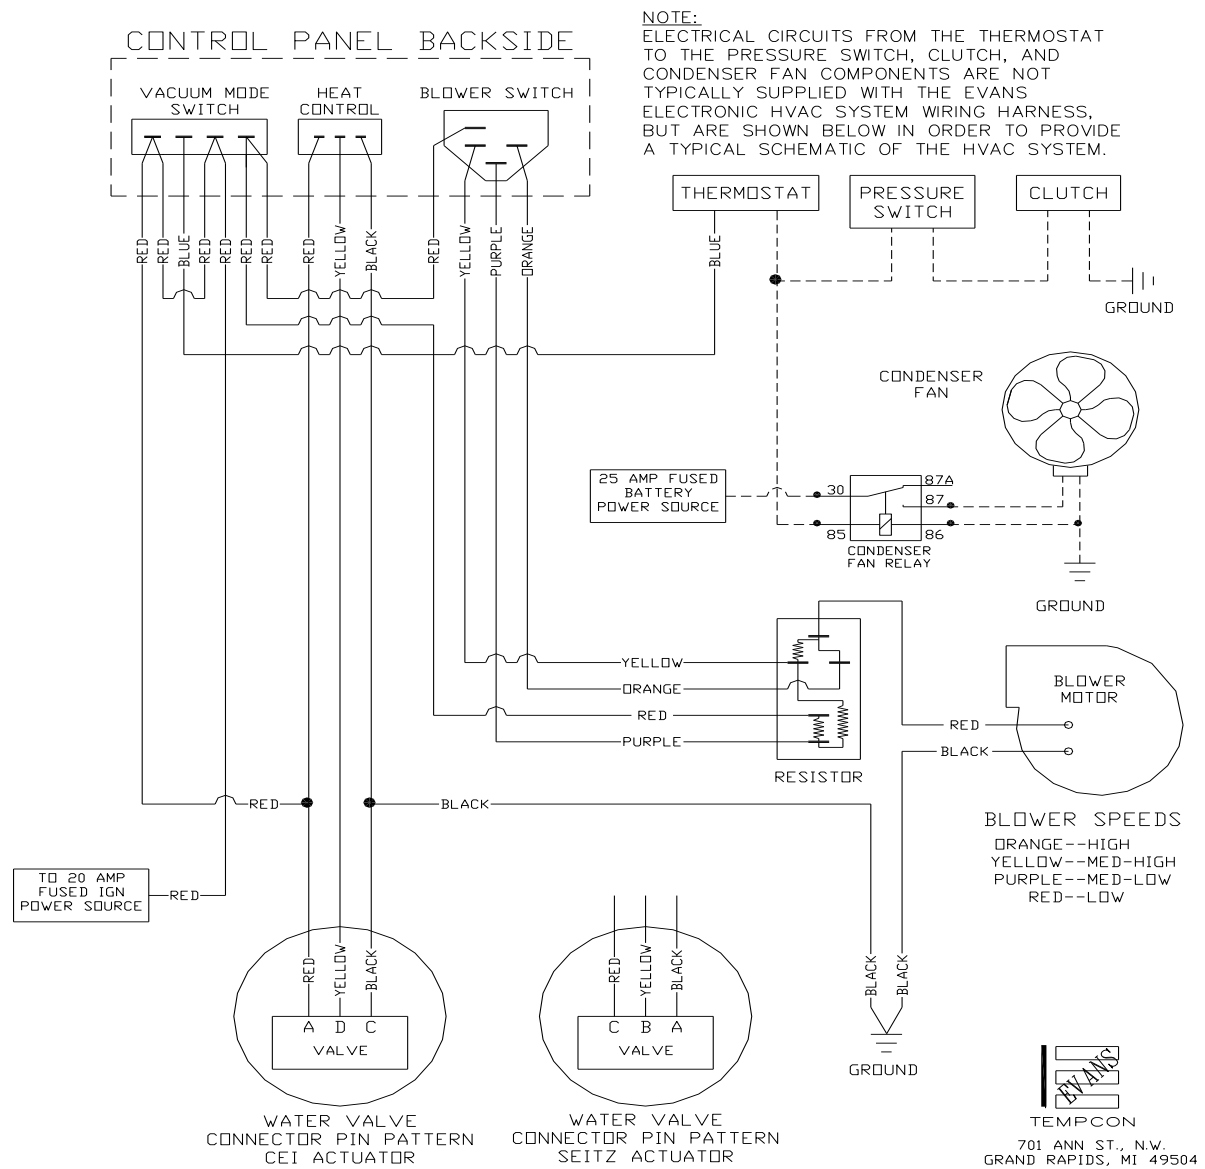 CONTROL PANEL BACKSIDE
VACUUM MODE
SWITCH
HEAT
CONTROL
BLOWER SWITCH
NOTE:
ELECTRICAL CIRCUITS FROM THE THERMOSTAT
TO THE PRESSURE SWITCH, CLUTCH, AND
CONDENSER FAN COMPONENTS ARE NOT
TYPICALLY SUPPLIED WITH THE EVANS
ELECTRONIC HVAC SYSTEM WIRING HARNESS,
BUT ARE SHOWN BELOW IN ORDER TO PROVIDE
A TYPICAL SCHEMATIC OF THE HVAC SYSTEM.
THERMOSTAT
PRESSURE
SWITCH
CLUTCH
RED
RED
BLUE
RED
RED
RED
RED
RED
YELLOW
BLACK
RED
YELLOW
PURPLE
ORANGE
BLUE
GROUND
CONDENSER
FAN
25 AMP FUSED
BATTERY
POWER SOURCE
30
87A
87
85
86
CONDENSER
FAN RELAY
GROUND
YELLOW
ORANGE
RED
PURPLE
RESISTOR
BLOWER
MOTOR
RED
BLACK
RED
BLACK
BLOWER SPEEDS
ORANGE--HIGH
YELLOW--MED-HIGH
PURPLE--MED-LOW
RED--LOW
TO 20 AMP
FUSED IGN
POWER SOURCE
RED
RED
YELLOW
BLACK
A D C
VALVE
WATER VALVE
CONNECTOR PIN PATTERN
CEI ACTUATOR
RED
YELLOW
BLACK
C B A
VALVE
WATER VALVE
CONNECTOR PIN PATTERN
SEITZ ACTUATOR
BLACK
BLACK
GROUND
EVANS
TEMPCON
701 ANN ST., N.W.
GRAND RAPIDS, MI 49504